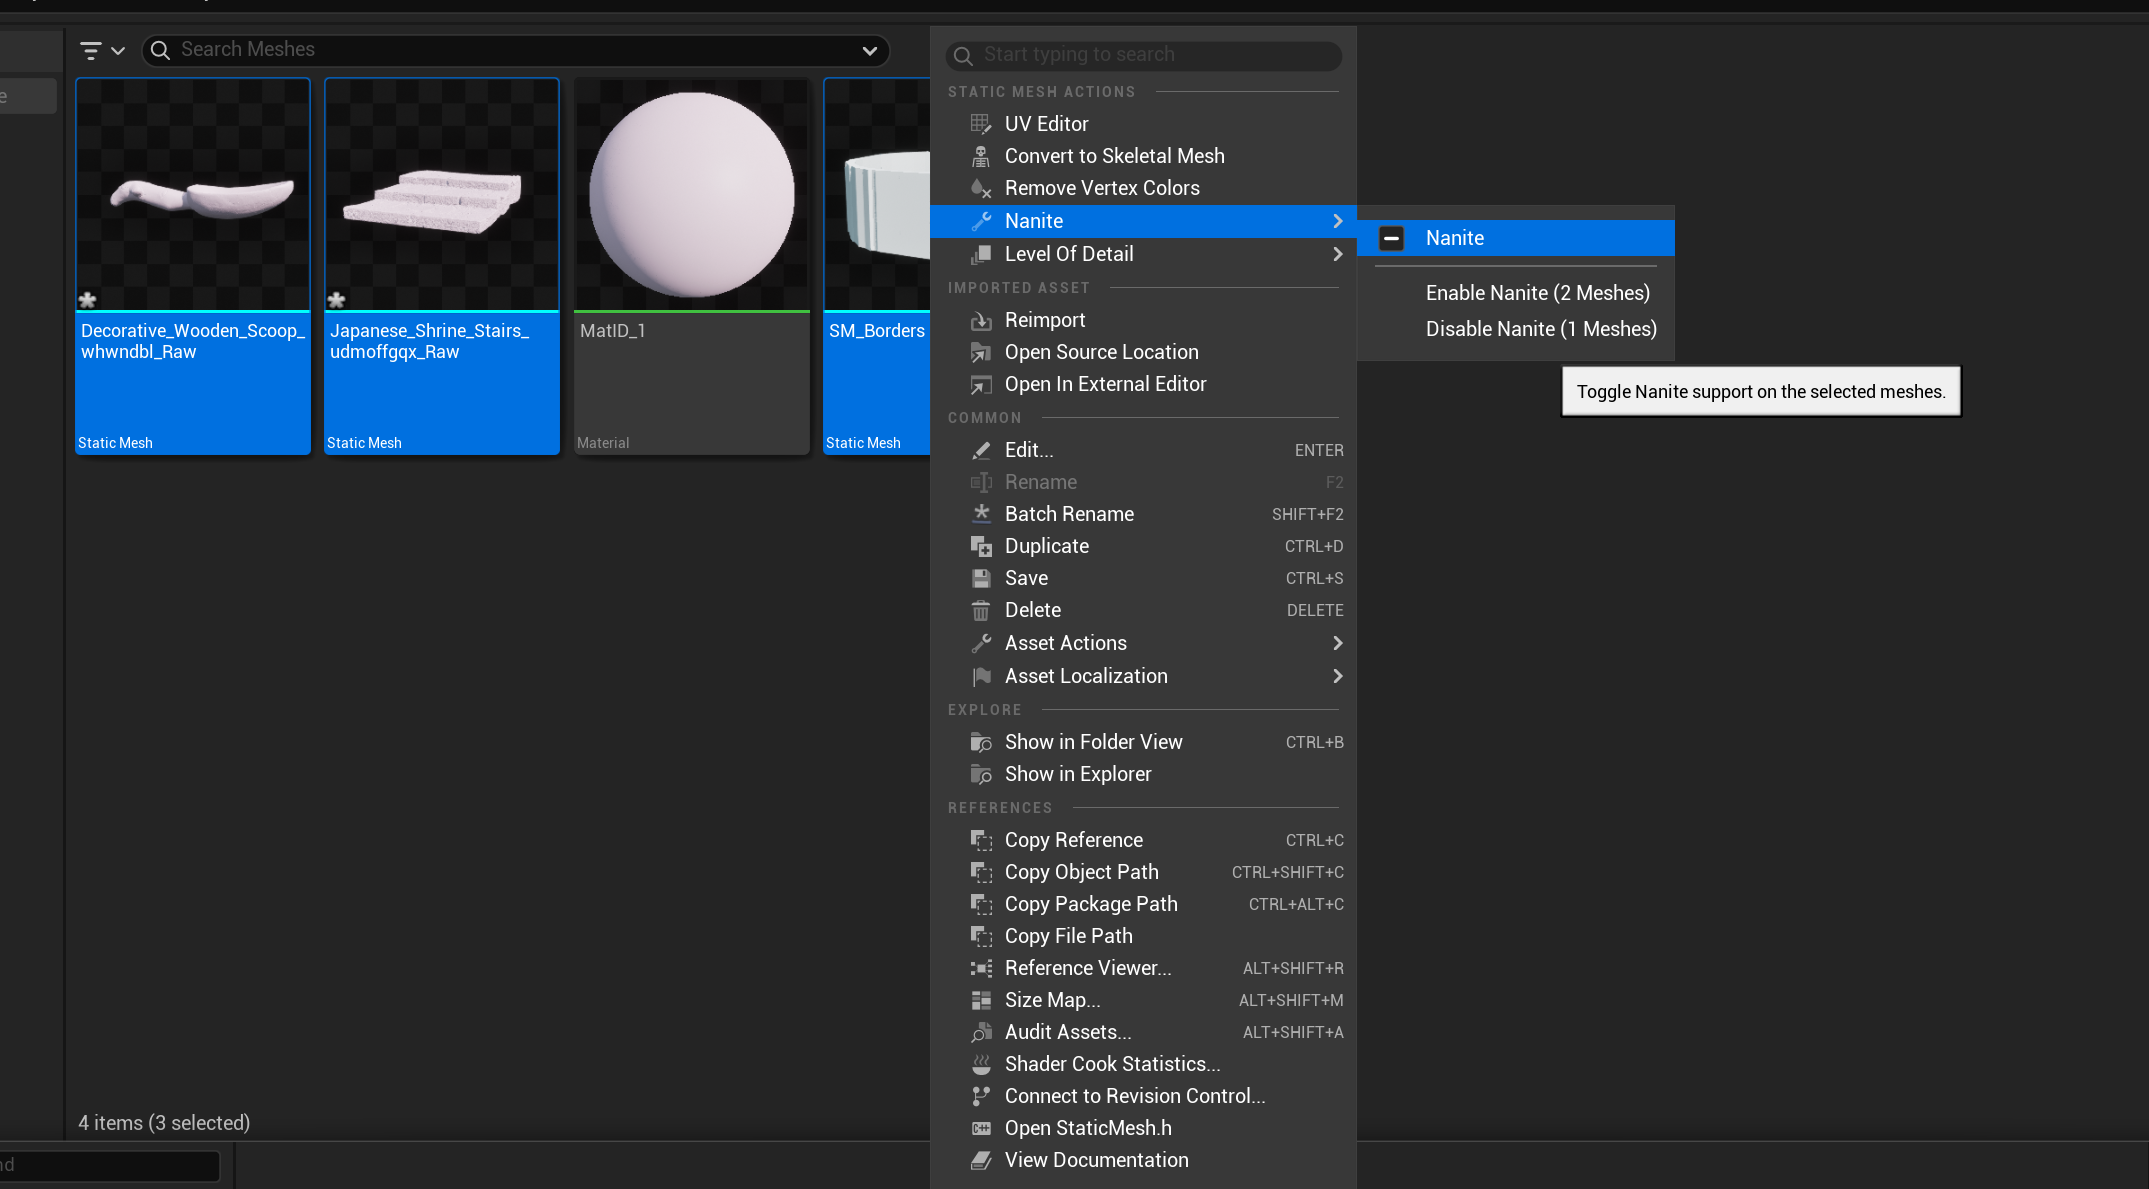 Search Meshes
Decorative_Wooden_Scoop_
whwndbl_Raw
Static Mesh
Japanese_Shrine_Stairs_
udmoffgqx_Raw
Static Mesh
MatID_1
Material
SM_Borders
Static Mesh
4 items (3 selected)
Start typing to search
STATIC MESH ACTIONS
UV Editor
Convert to Skeletal Mesh
Remove Vertex Colors
Nanite
Level Of Detail
IMPORTED ASSET
Reimport
Open Source Location
Open In External Editor
COMMON
Edit... ENTER
Rename F2
Batch Rename SHIFT+F2
Duplicate CTRL+D
Save CTRL+S
Delete DELETE
Asset Actions
Asset Localization
EXPLORE
Show in Folder View CTRL+B
Show in Explorer
REFERENCES
Copy Reference CTRL+C
Copy Object Path CTRL+SHIFT+C
Copy Package Path CTRL+ALT+C
Copy File Path
Reference Viewer... ALT+SHIFT+R
Size Map... ALT+SHIFT+M
Audit Assets... ALT+SHIFT+A
Shader Cook Statistics...
Connect to Revision Control...
Open StaticMesh.h
View Documentation
Nanite
Enable Nanite (2 Meshes)
Disable Nanite (1 Meshes)
Toggle Nanite support on the selected meshes.